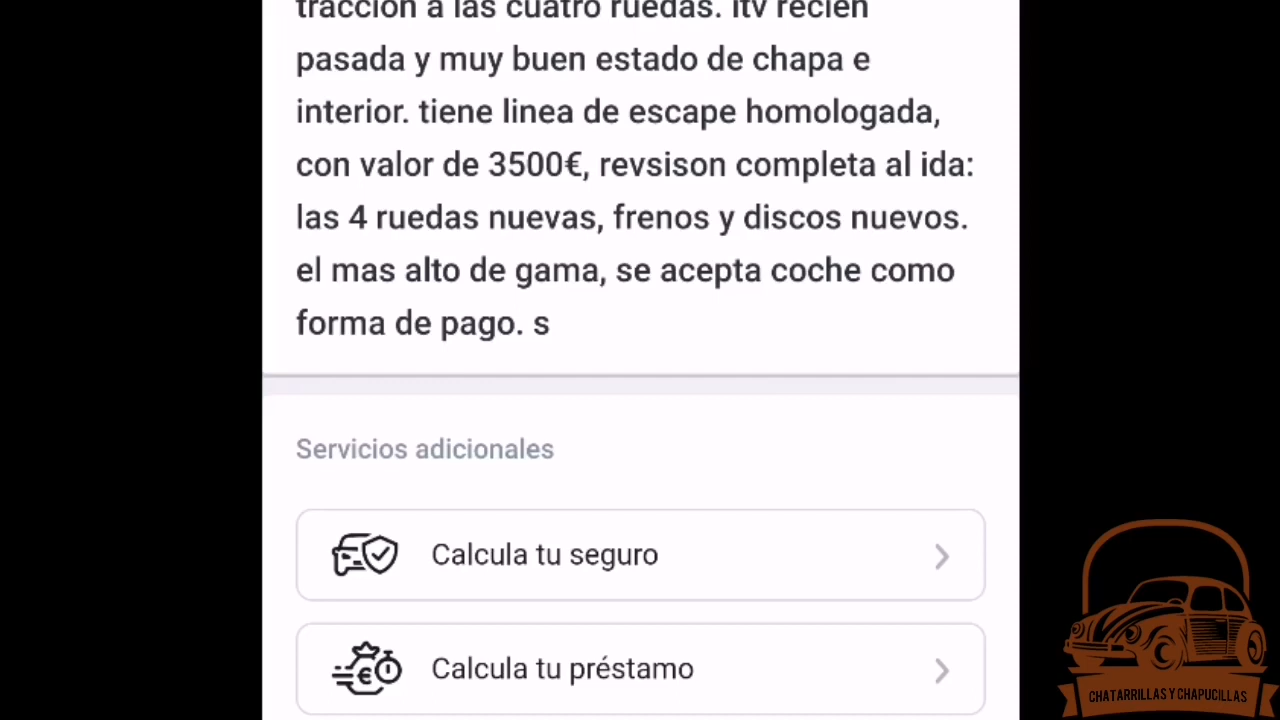 traccion a las cuatro ruedas. itv recien
pasada y muy buen estado de chapa e
interior. tiene linea de escape homologada,
con valor de 3500€, revsison completa al ida:
las 4 ruedas nuevas, frenos y discos nuevos.
el mas alto de gama, se acepta coche como
forma de pago. s
Servicios adicionales
Calcula tu seguro
Calcula tu préstamo
CHATARRILLAS Y CHAPUCILLAS